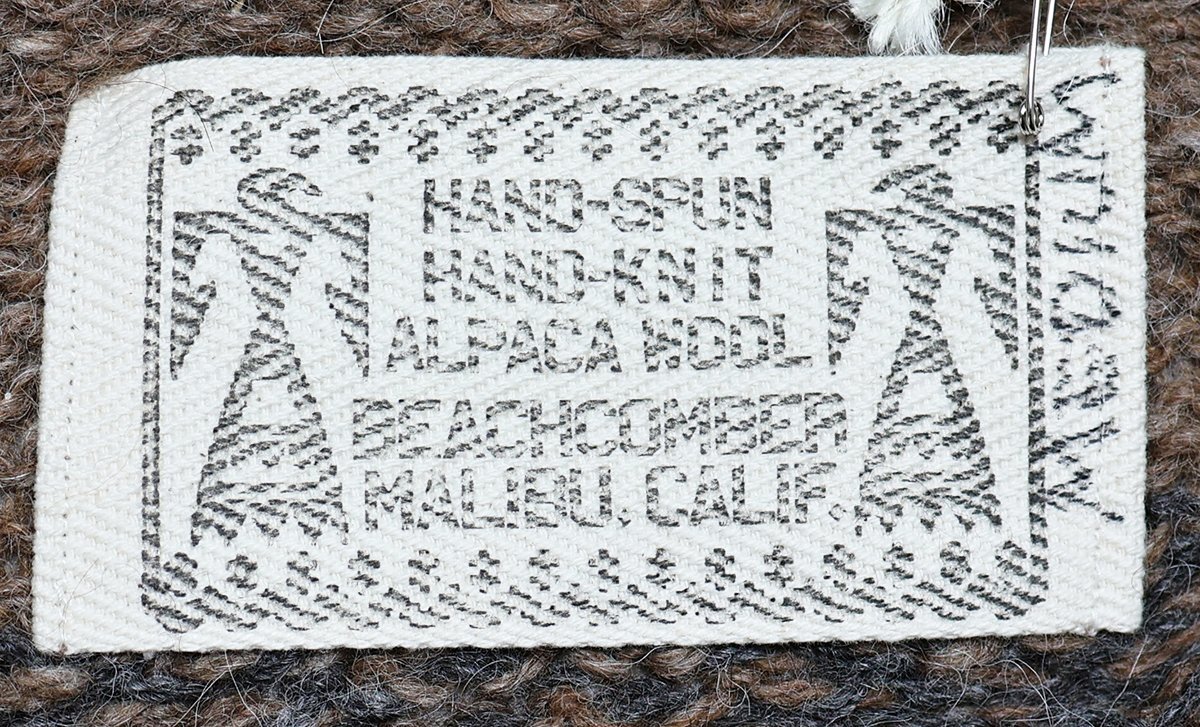 HAND-SPUN
HAND-KNIT
ALPACA WOOL
BEACHCOMBER
MALIBU, CALIF.